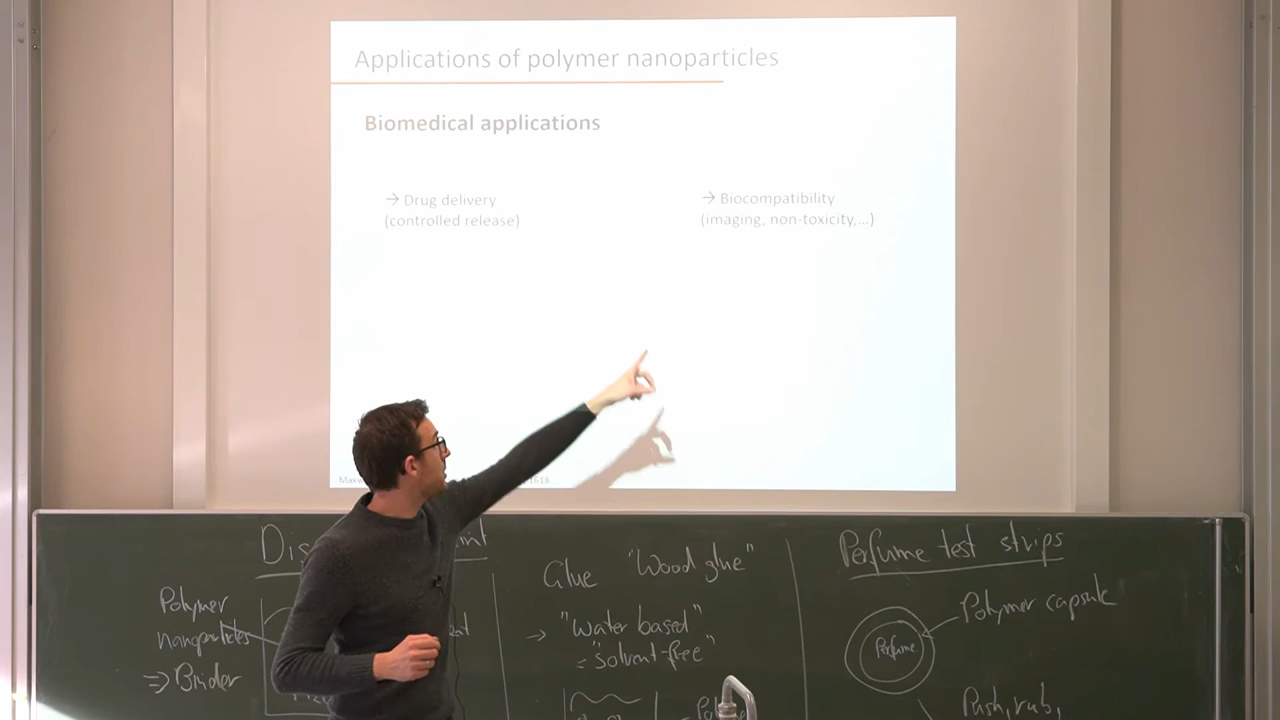 Applications of polymer nanoparticles
Biomedical applications
→ Drug delivery
(controlled release)
→ Biocompatibility
(imaging, non-toxicity,...)
Polymer
nanoparticles
⇒ Binder
Glue "Wood glue"
→ "Water based"
= "Solvent-free"
Perfume test strips
Polymer capsule
Perfume
Push, rub,